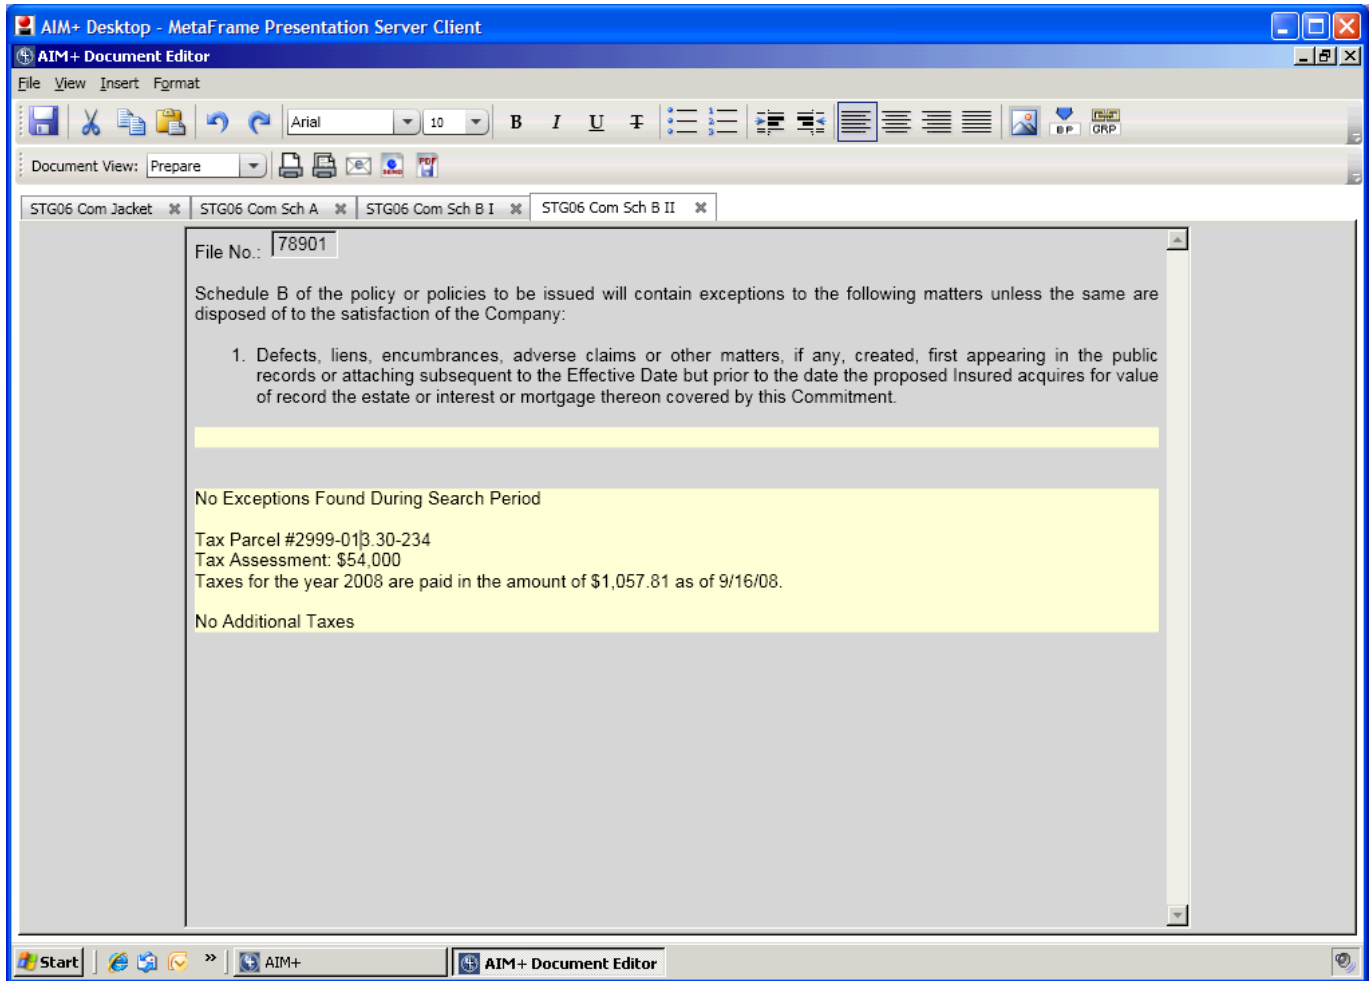 AIM+ Desktop - MetaFrame Presentation Server Client
AIM+ Document Editor
File View Insert Format
Arial 10 B I U T BP GRP
Document View: Prepare SEND PDF
STG06 Com Jacket STG06 Com Sch A STG06 Com Sch B I STG06 Com Sch B II
File No.: 78901
Schedule B of the policy or policies to be issued will contain exceptions to the following matters unless the same are
disposed of to the satisfaction of the Company:
1. Defects, liens, encumbrances, adverse claims or other matters, if any, created, first appearing in the public
records or attaching subsequent to the Effective Date but prior to the date the proposed Insured acquires for value
of record the estate or interest or mortgage thereon covered by this Commitment.
No Exceptions Found During Search Period
Tax Parcel #2999-013.30-234
Tax Assessment: $54,000
Taxes for the year 2008 are paid in the amount of $1,057.81 as of 9/16/08.
No Additional Taxes
Start » AIM+ AIM+ Document Editor